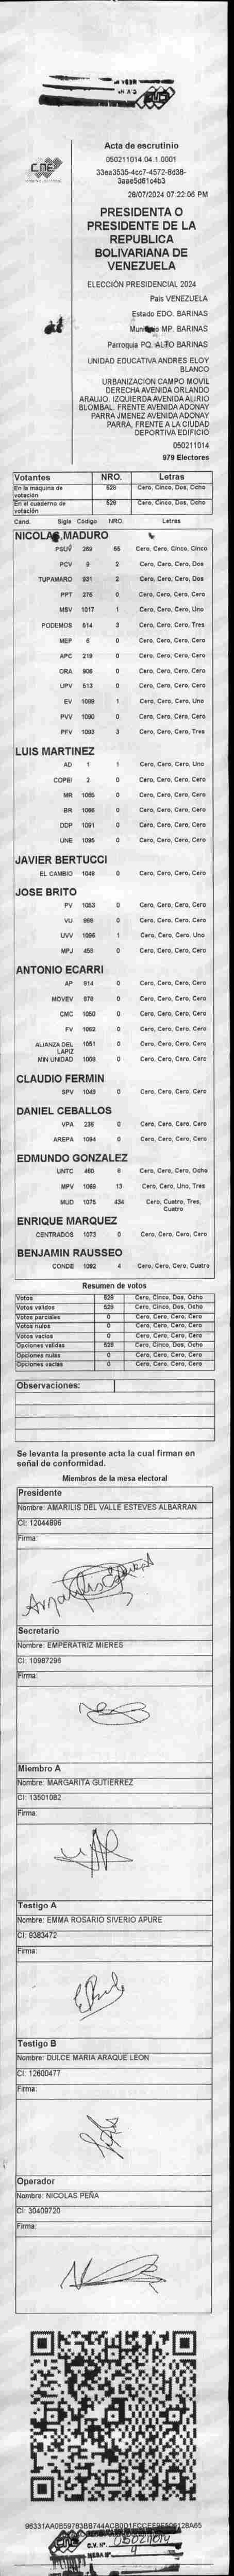 CNE
Acta de escrutinio
050211014.04.1.0001
33ea3535-4cc7-4572-8d38-
3aae5d61c4b3
28/07/2024 07:22:06 PM
PRESIDENTA O
PRESIDENTE DE LA
REPUBLICA
BOLIVARIANA DE
VENEZUELA
ELECCIÓN PRESIDENCIAL 2024
Pais VENEZUELA
Estado EDO. BARINAS
Municipio MP. BARINAS
Parroquia PQ. ALTO BARINAS
UNIDAD EDUCATIVA ANDRES ELOY
BLANCO
URBANIZACION CAMPO MOVIL
DERECHA AVENIDA ORLANDO
ARAUJO. IZQUIERDA AVENIDA ALIRIO
BLOMBAL. FRENTE AVENIDA ADONAY
PARRA JMENEZ AVENIDA ADONAY
PARRA, FRENTE A LA CIUDAD
DEPORTIVA EDIFICIO
050211014
979 Electores
Votantes NRO. Letras
En la maquina de votación 528 Cero, Cinco, Dos, Ocho
En el cuaderno de votación 528 Cero, Cinco, Dos, Ocho
Cand. Sigla Código NRO. Letras
NICOLAS MADURO
PSUV 269 55 Cero, Cero, Cinco, Cinco
PCV 9 2 Cero, Cero, Cero, Dos
TUPAMARO 931 2 Cero, Cero, Cero, Dos
PPT 276 0 Cero, Cero, Cero, Cero
MSV 1017 1 Cero, Cero, Cero, Uno
PODEMOS 514 3 Cero, Cero, Cero, Tres
MEP 6 0 Cero, Cero, Cero, Cero
APC 219 0 Cero, Cero, Cero, Cero
ORA 906 0 Cero, Cero, Cero, Cero
UPV 513 0 Cero, Cero, Cero, Cero
EV 1089 1 Cero, Cero, Cero, Uno
PVV 1090 0 Cero, Cero, Cero, Cero
PFV 1093 3 Cero, Cero, Cero, Tres
LUIS MARTINEZ
AD 1 1 Cero, Cero, Cero, Uno
COPEI 2 0 Cero, Cero, Cero, Cero
MR 1065 0 Cero, Cero, Cero, Cero
BR 1066 0 Cero, Cero, Cero, Cero
DDP 1091 0 Cero, Cero, Cero, Cero
UNE 1095 0 Cero, Cero, Cero, Cero
JAVIER BERTUCCI
EL CAMBIO 1048 0 Cero, Cero, Cero, Cero
JOSE BRITO
PV 1053 0 Cero, Cero, Cero, Cero
VU 868 0 Cero, Cero, Cero, Cero
UVV 1096 1 Cero, Cero, Cero, Uno
MPJ 458 0 Cero, Cero, Cero, Cero
ANTONIO ECARRI
AP 914 0 Cero, Cero, Cero, Cero
MOVEV 878 0 Cero, Cero, Cero, Cero
CMC 1050 0 Cero, Cero, Cero, Cero
FV 1062 0 Cero, Cero, Cero, Cero
ALIANZA DEL LAPIZ 1051 0 Cero, Cero, Cero, Cero
MIN UNIDAD 1068 0 Cero, Cero, Cero, Cero
CLAUDIO FERMIN
SPV 1049 0 Cero, Cero, Cero, Cero
DANIEL CEBALLOS
VPA 236 0 Cero, Cero, Cero, Cero
AREPA 1094 0 Cero, Cero, Cero, Cero
EDMUNDO GONZALEZ
UNTC 460 8 Cero, Cero, Cero, Ocho
MPV 1069 13 Cero, Cero, Uno, Tres
MUD 1075 434 Cero, Cuatro, Tres, Cuatro
ENRIQUE MARQUEZ
CENTRADOS 1073 0 Cero, Cero, Cero, Cero
BENJAMIN RAUSSEO
CONDE 1092 4 Cero, Cero, Cero, Cuatro
Resumen de votos
Votos 528 Cero, Cinco, Dos, Ocho
Votos validos 528 Cero, Cinco, Dos, Ocho
Votos parciales 0 Cero, Cero, Cero, Cero
Votos nulos 0 Cero, Cero, Cero, Cero
Votos vacios 0 Cero, Cero, Cero, Cero
Opciones validas 528 Cero, Cinco, Dos, Ocho
Opciones nulas 0 Cero, Cero, Cero, Cero
Opciones vacias 0 Cero, Cero, Cero, Cero
Observaciones:
Se levanta la presente acta la cual firman en
señal de conformidad.
Miembros de la mesa electoral
Presidente
Nombre: AMARILIS DEL VALLE ESTEVES ALBARRAN
CI: 12044896
Firma:
Secretario
Nombre: EMPERATRIZ MIERES
CI: 10987296
Firma:
Miembro A
Nombre: MARGARITA GUTIERREZ
CI: 13501082
Firma:
Testigo A
Nombre: EMMA ROSARIO SIVERIO APURE
CI: 9383472
Firma:
Testigo B
Nombre: DULCE MARIA ARAQUE LEON
CI: 12600477
Firma:
Operador
Nombre: NICOLAS PEÑA
CI: 30409720
Firma:
C.V. N°. 050211014
MESA N° 4